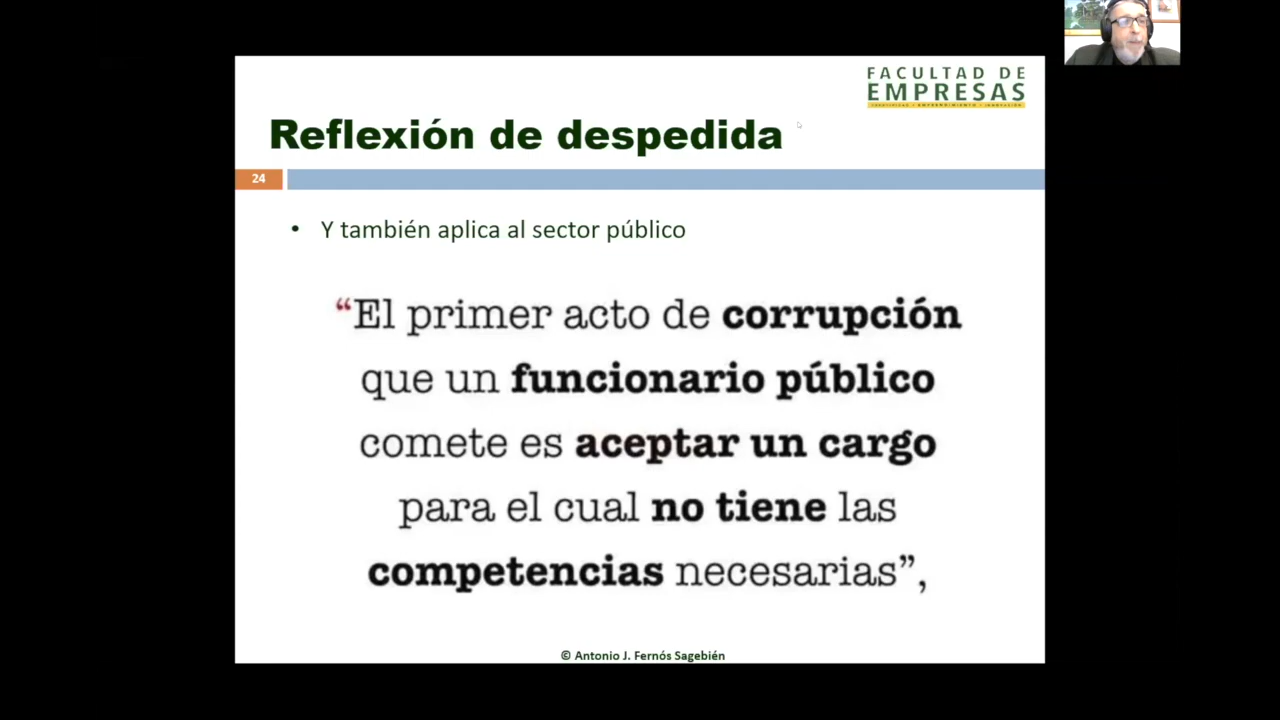 FACULTAD DE
EMPRESAS
Reflexión de despedida
24
• Y también aplica al sector público
“El primer acto de corrupción
que un funcionario público
comete es aceptar un cargo
para el cual no tiene las
competencias necesarias”,
© Antonio J. Fernós Sagebién